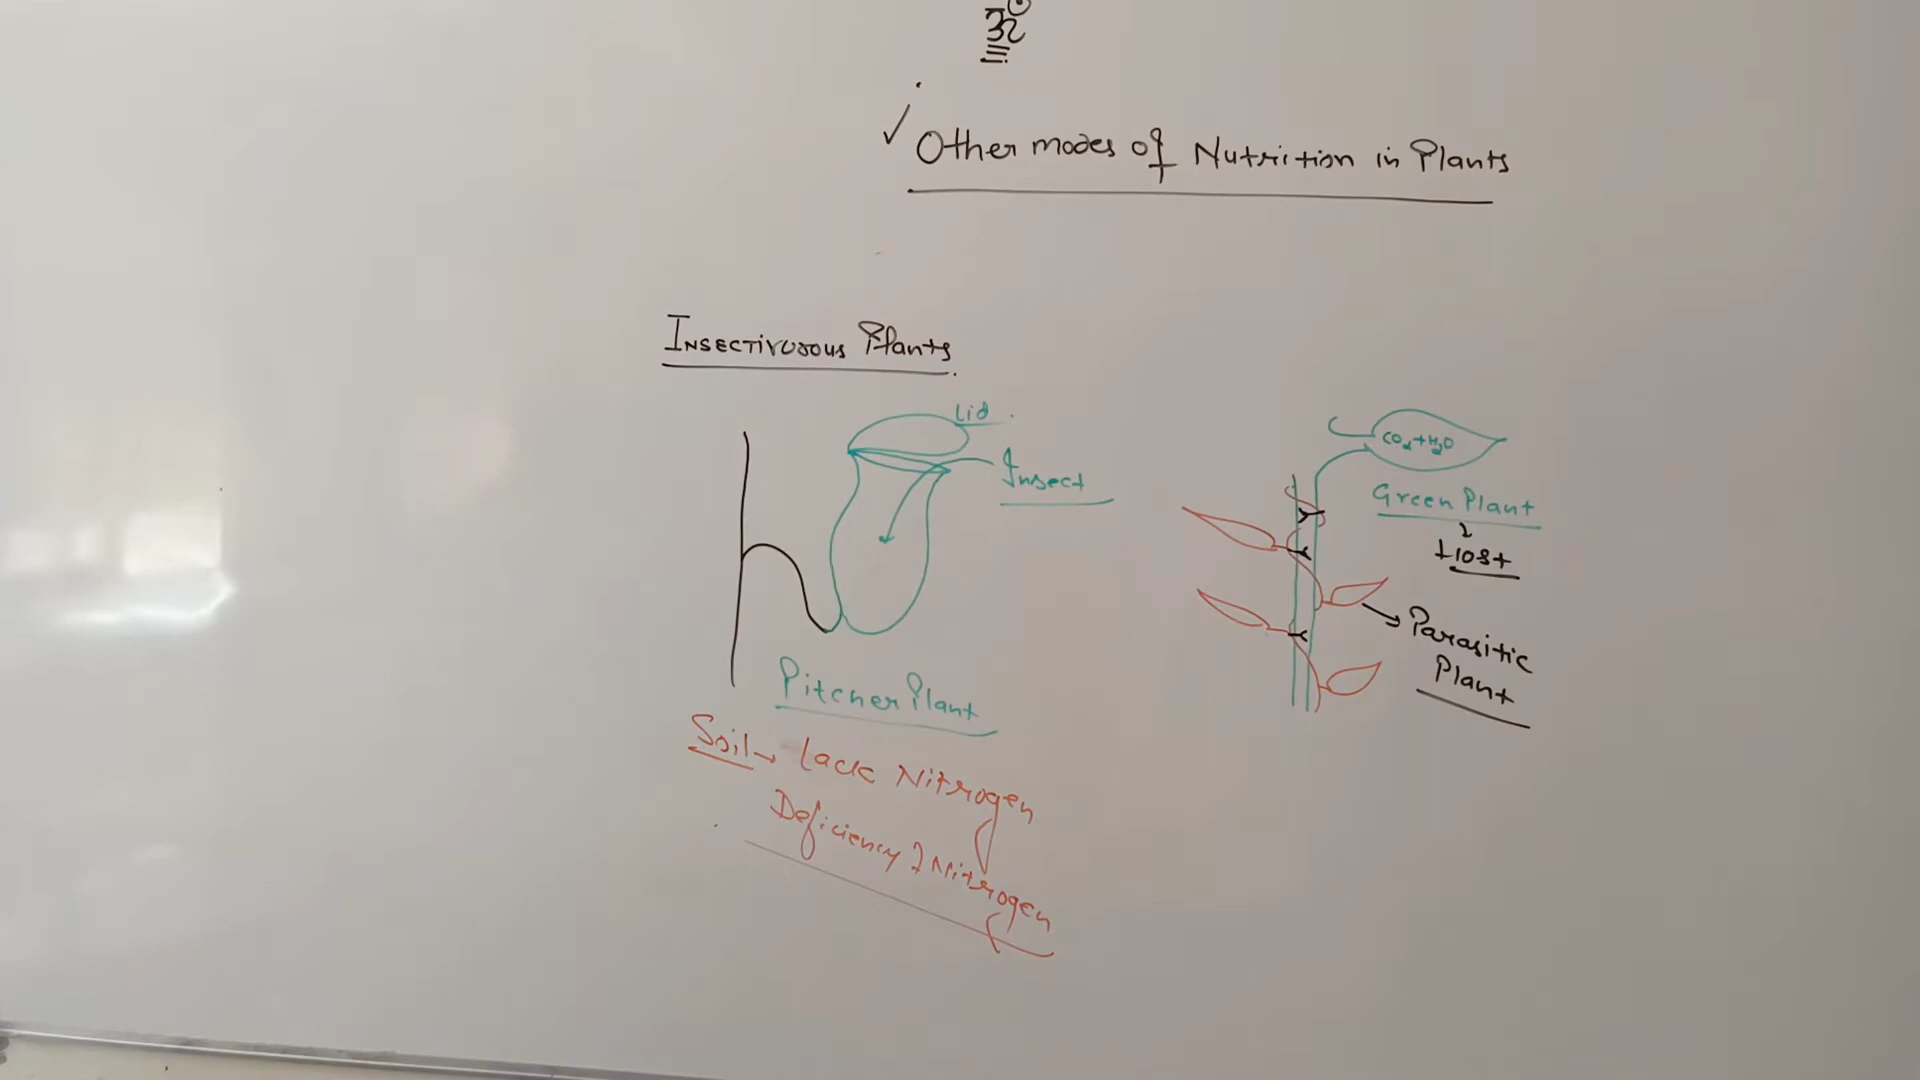 ॐ
Other modes of Nutrition in Plants
Insectivorous Plants
Lid
Insect
Pitcher Plant
Soil → Lack Nitrogen
Deficiency of Nitrogen
CO₂+H₂O
Green Plant
Host
Parasitic
Plant